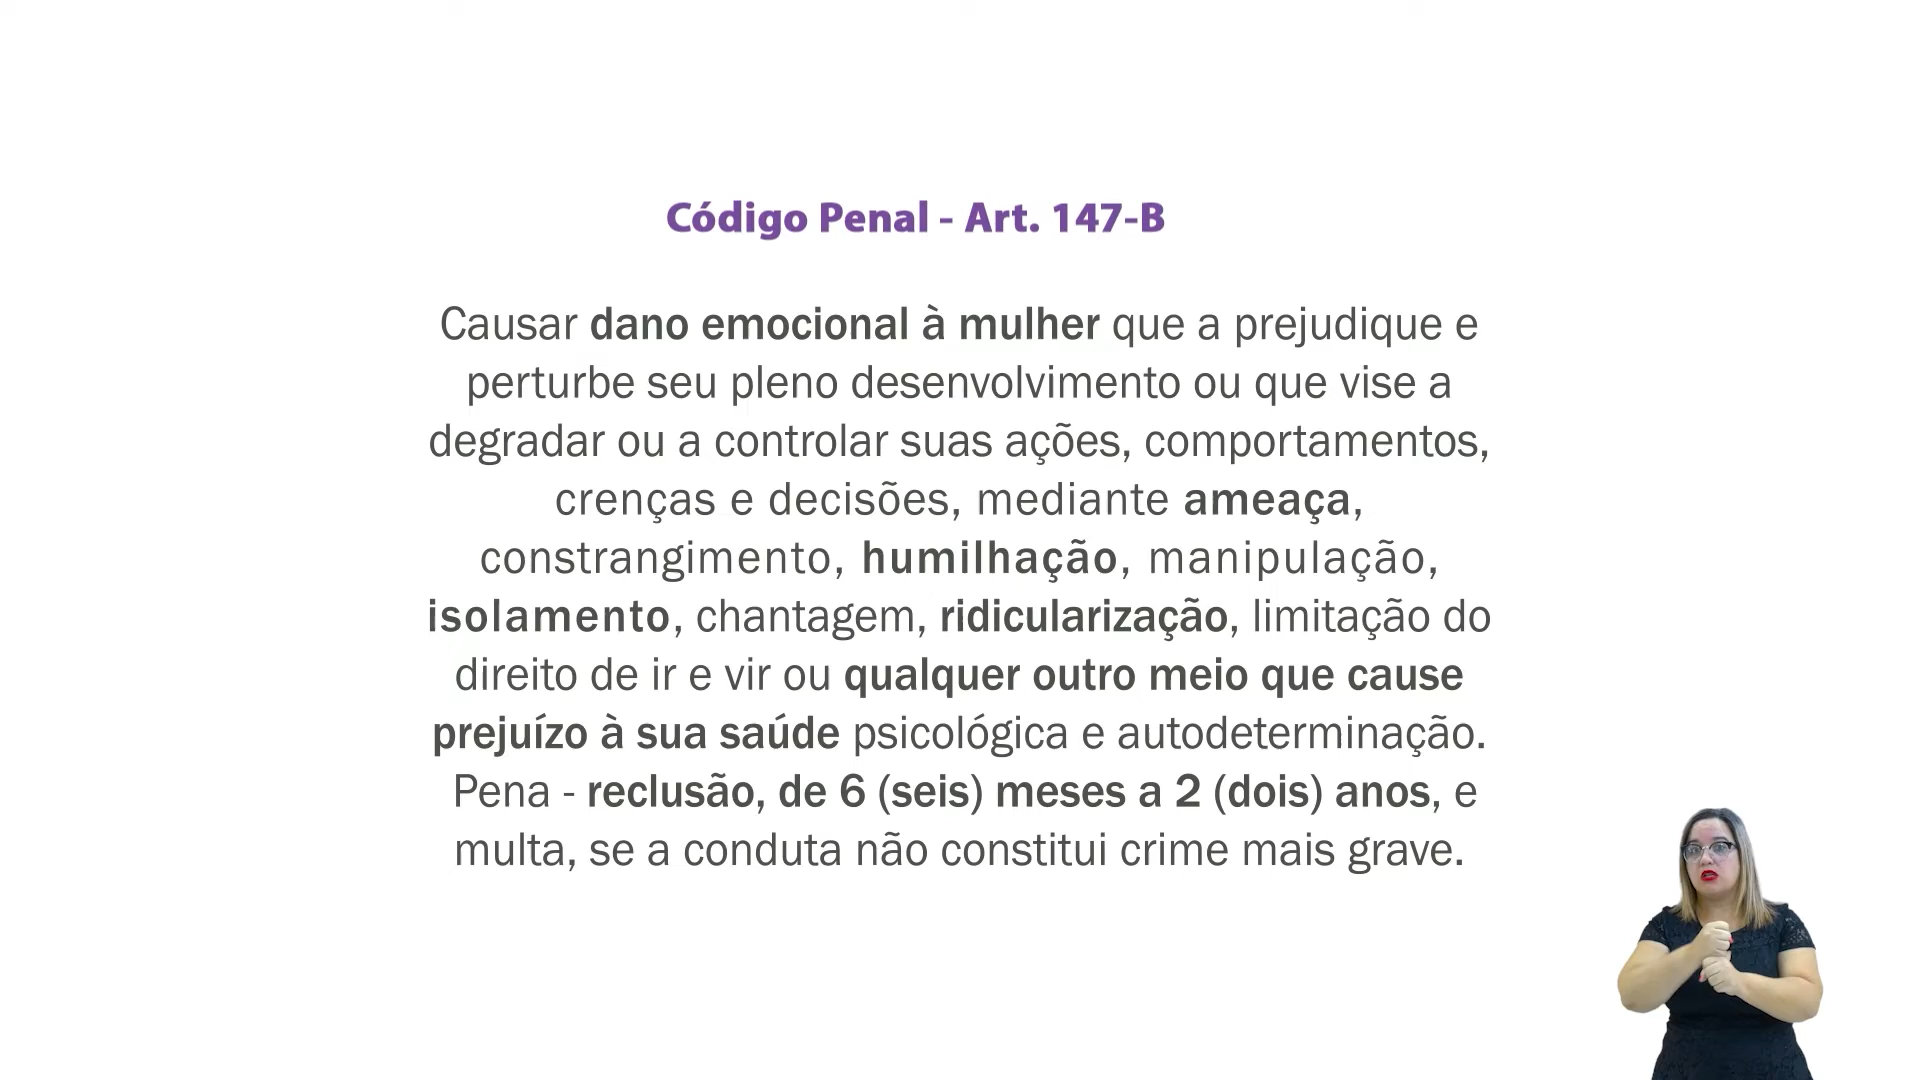 Código Penal - Art. 147-B
Causar dano emocional à mulher que a prejudique e
perturbe seu pleno desenvolvimento ou que vise a
degradar ou a controlar suas ações, comportamentos,
crenças e decisões, mediante ameaça,
constrangimento, humilhação, manipulação,
isolamento, chantagem, ridicularização, limitação do
direito de ir e vir ou qualquer outro meio que cause
prejuízo à sua saúde psicológica e autodeterminação.
Pena - reclusão, de 6 (seis) meses a 2 (dois) anos, e
multa, se a conduta não constitui crime mais grave.